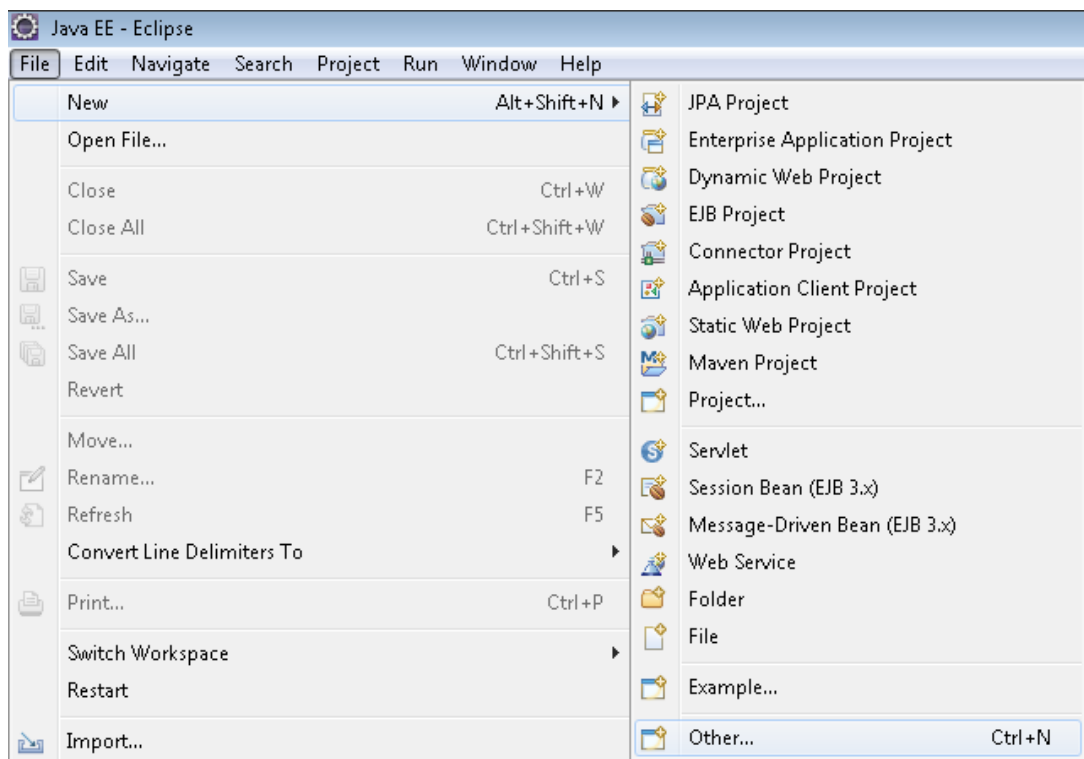 Java EE - Eclipse
File Edit Navigate Search Project Run Window Help
New Alt+Shift+N
Open File...
Close Ctrl+W
Close All Ctrl+Shift+W
Save Ctrl+S
Save As...
Save All Ctrl+Shift+S
Revert
Move...
Rename... F2
Refresh F5
Convert Line Delimiters To
Print... Ctrl+P
Switch Workspace
Restart
Import...
JPA Project
Enterprise Application Project
Dynamic Web Project
EJB Project
Connector Project
Application Client Project
Static Web Project
Maven Project
Project...
Servlet
Session Bean (EJB 3.x)
Message-Driven Bean (EJB 3.x)
Web Service
Folder
File
Example...
Other... Ctrl+N